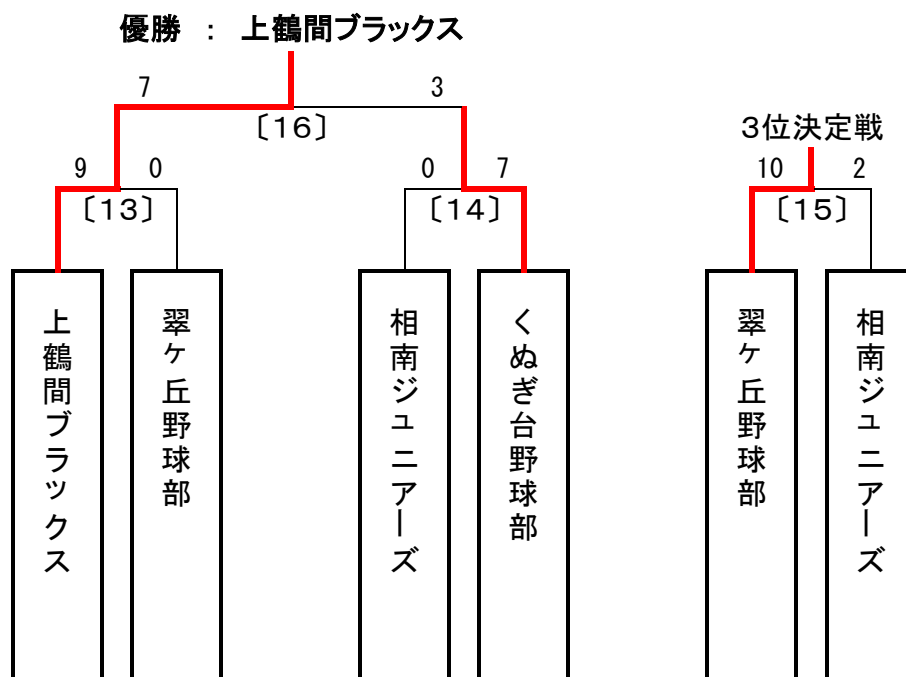 優勝 : 上鶴間ブラックス
7 3
〔16〕
3位決定戦
9 0
〔13〕
0 7
〔14〕
10 2
〔15〕
上鶴間ブラックス
翠ケ丘野球部
相南ジュニアーズ
くぬぎ台野球部
翠ケ丘野球部
相南ジュニアーズ